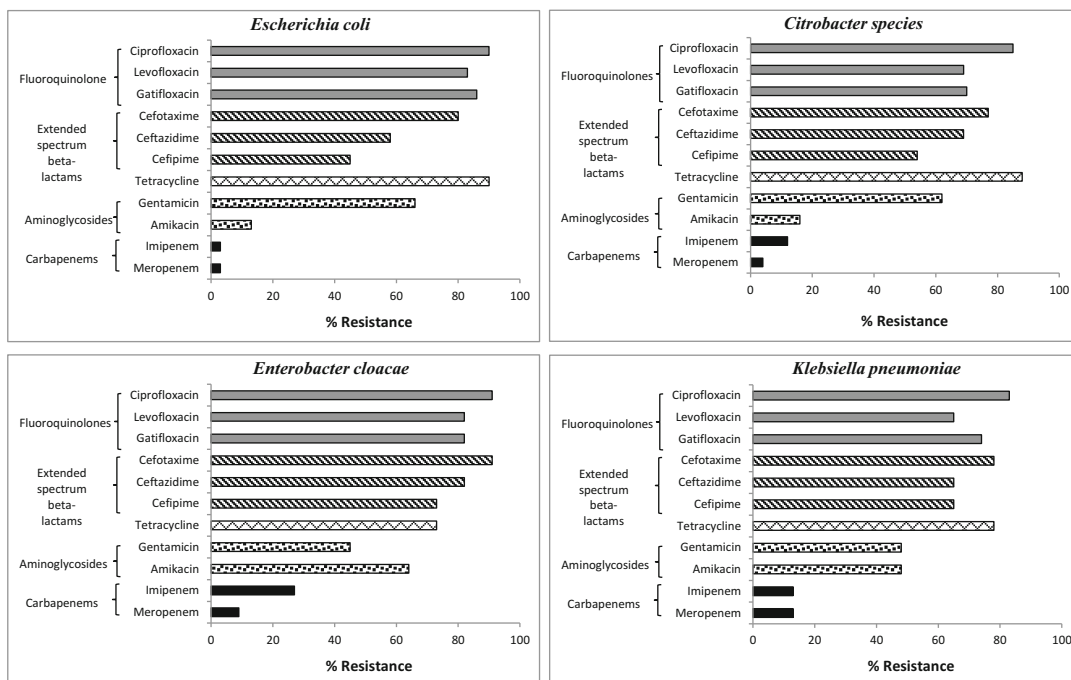 Escherichia coli
Fluoroquinolone
Ciprofloxacin
Levofloxacin
Gatifloxacin
Extended
spectrum
beta-
lactams
Cefotaxime
Ceftazidime
Cefipime
Tetracycline
Aminoglycosides
Gentamicin
Amikacin
Carbapenems
Imipenem
Meropenem
0 20 40 60 80 100
% Resistance
Citrobacter species
Fluoroquinolones
Ciprofloxacin
Levofloxacin
Gatifloxacin
Extended
spectrum
beta-
lactams
Cefotaxime
Ceftazidime
Cefipime
Tetracycline
Aminoglycosides
Gentamicin
Amikacin
Carbapenems
Imipenem
Meropenem
0 20 40 60 80 100
% Resistance
Enterobacter cloacae
Fluoroquinolones
Ciprofloxacin
Levofloxacin
Gatifloxacin
Extended
spectrum
beta-
lactams
Cefotaxime
Ceftazidime
Cefipime
Tetracycline
Aminoglycosides
Gentamicin
Amikacin
Carbapenems
Imipenem
Meropenem
0 20 40 60 80 100
% Resistance
Klebsiella pneumoniae
Fluoroquinolones
Ciprofloxacin
Levofloxacin
Gatifloxacin
Extended
spectrum
beta-
lactams
Cefotaxime
Ceftazidime
Cefipime
Tetracycline
Aminoglycosides
Gentamicin
Amikacin
Carbapenems
Imipenem
Meropenem
0 20 40 60 80 100
% Resistance